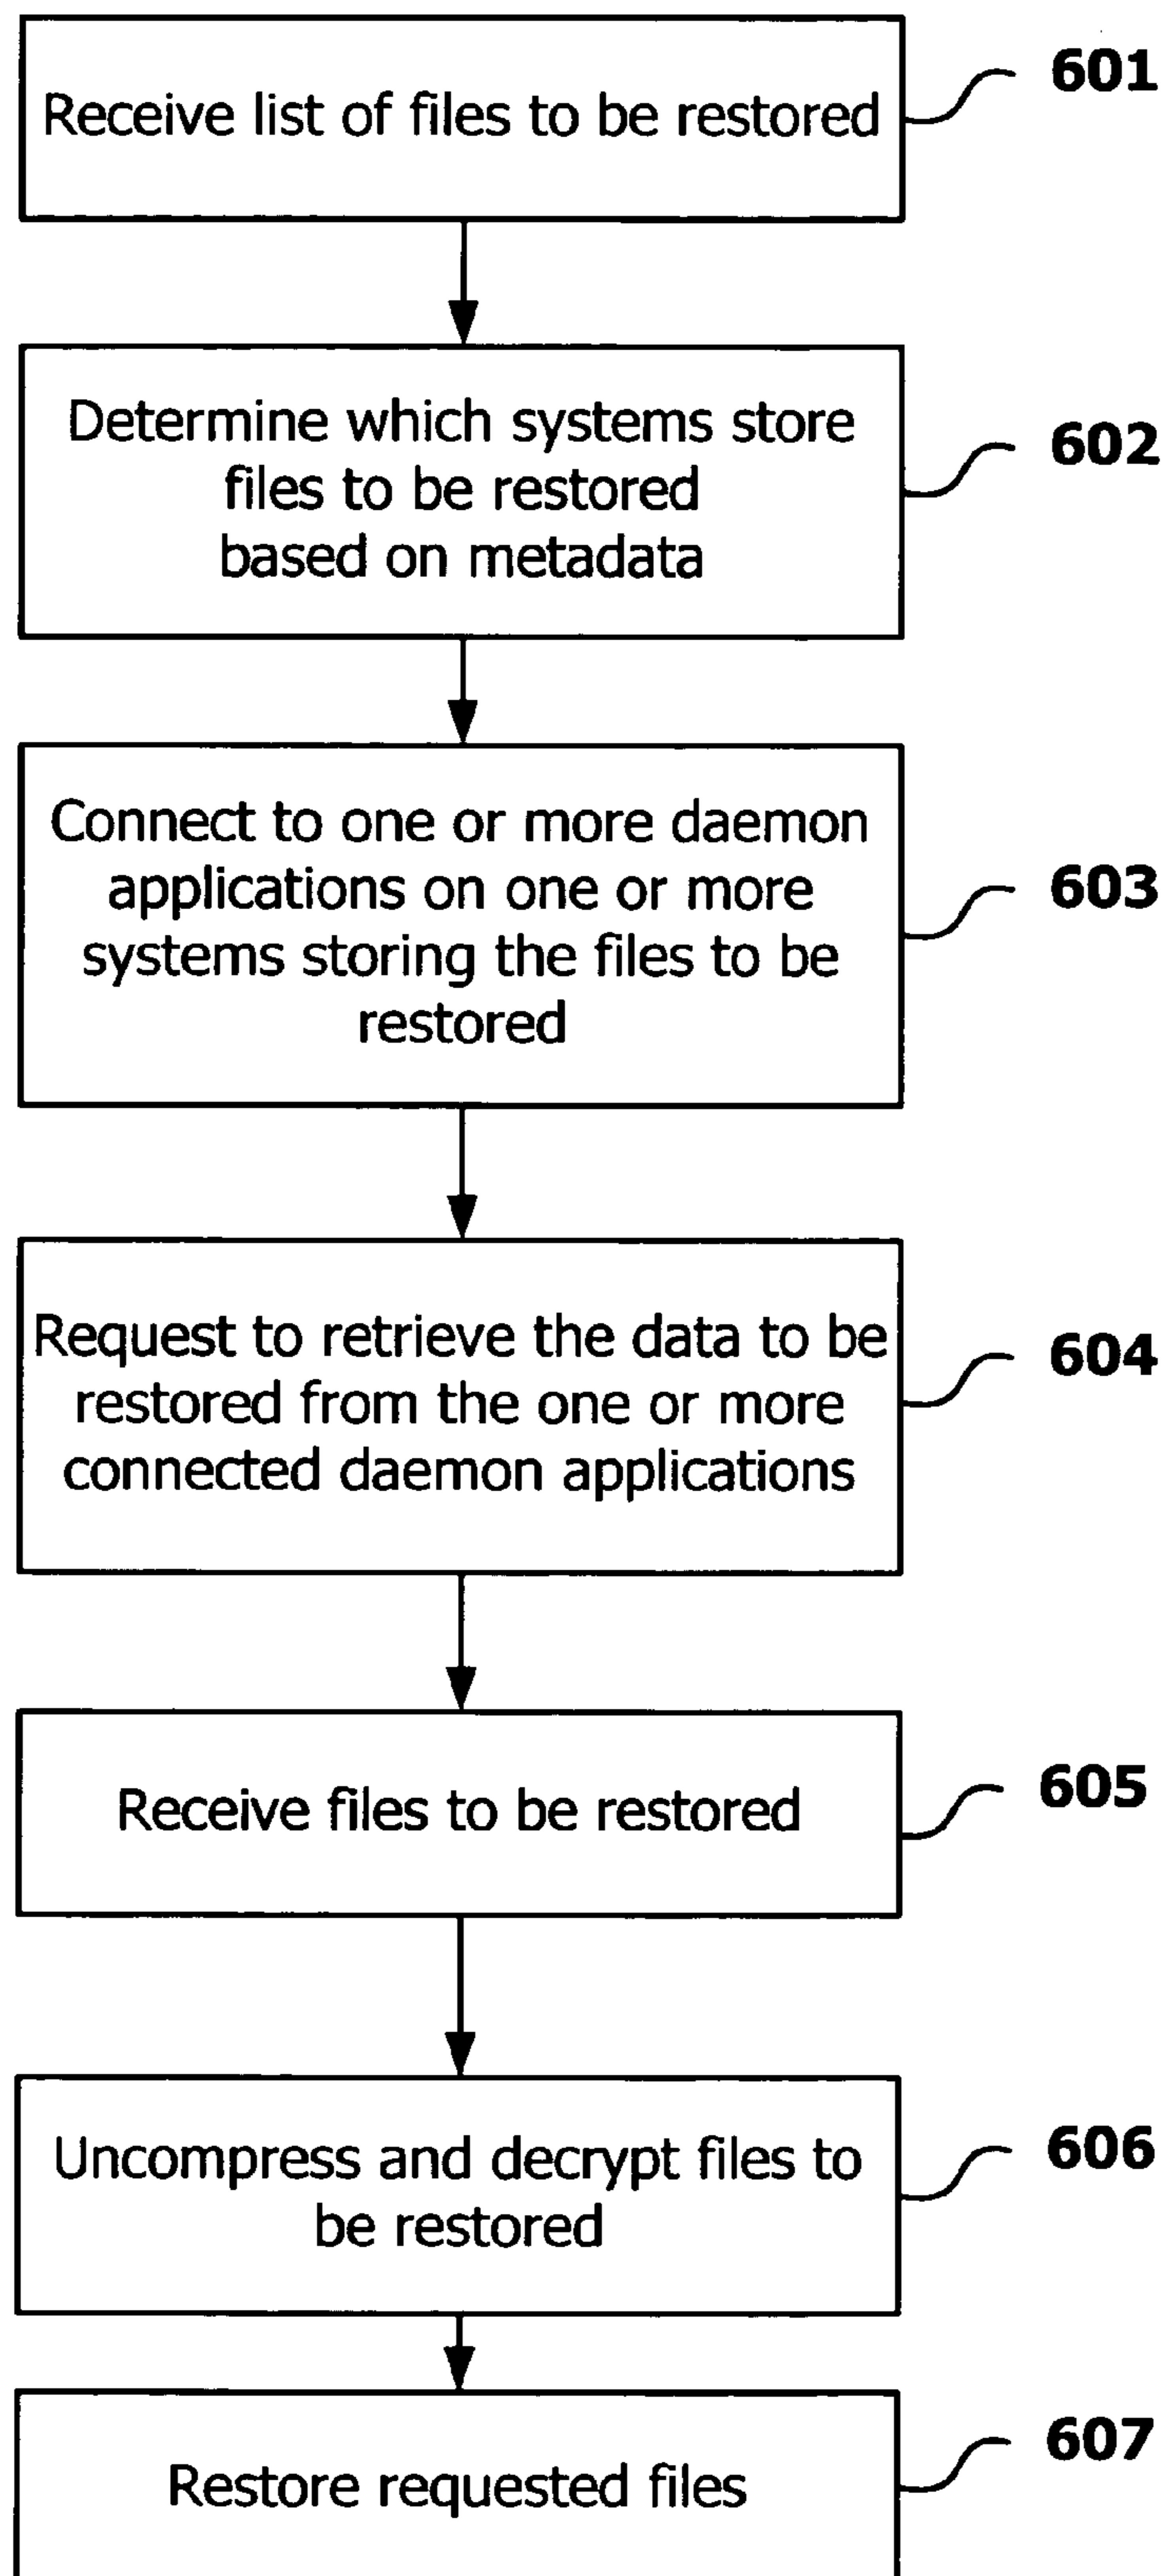 Receive list of files to be restored
601
Determine which systems store
files to be restored
based on metadata
602
Connect to one or more daemon
applications on one or more
systems storing the files to be
restored
603
Request to retrieve the data to be
restored from the one or more
connected daemon applications
604
Receive files to be restored
605
Uncompress and decrypt files to
be restored
606
Restore requested files
607